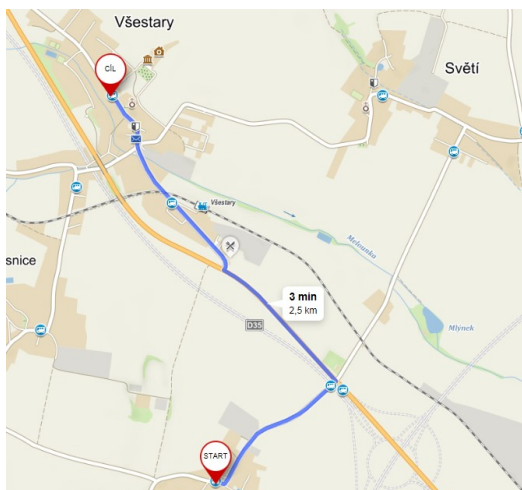 Všestary
CÍL
Světí
Všestary
Melounka
snice
3 min
2,5 km
D35
Mlýnek
START